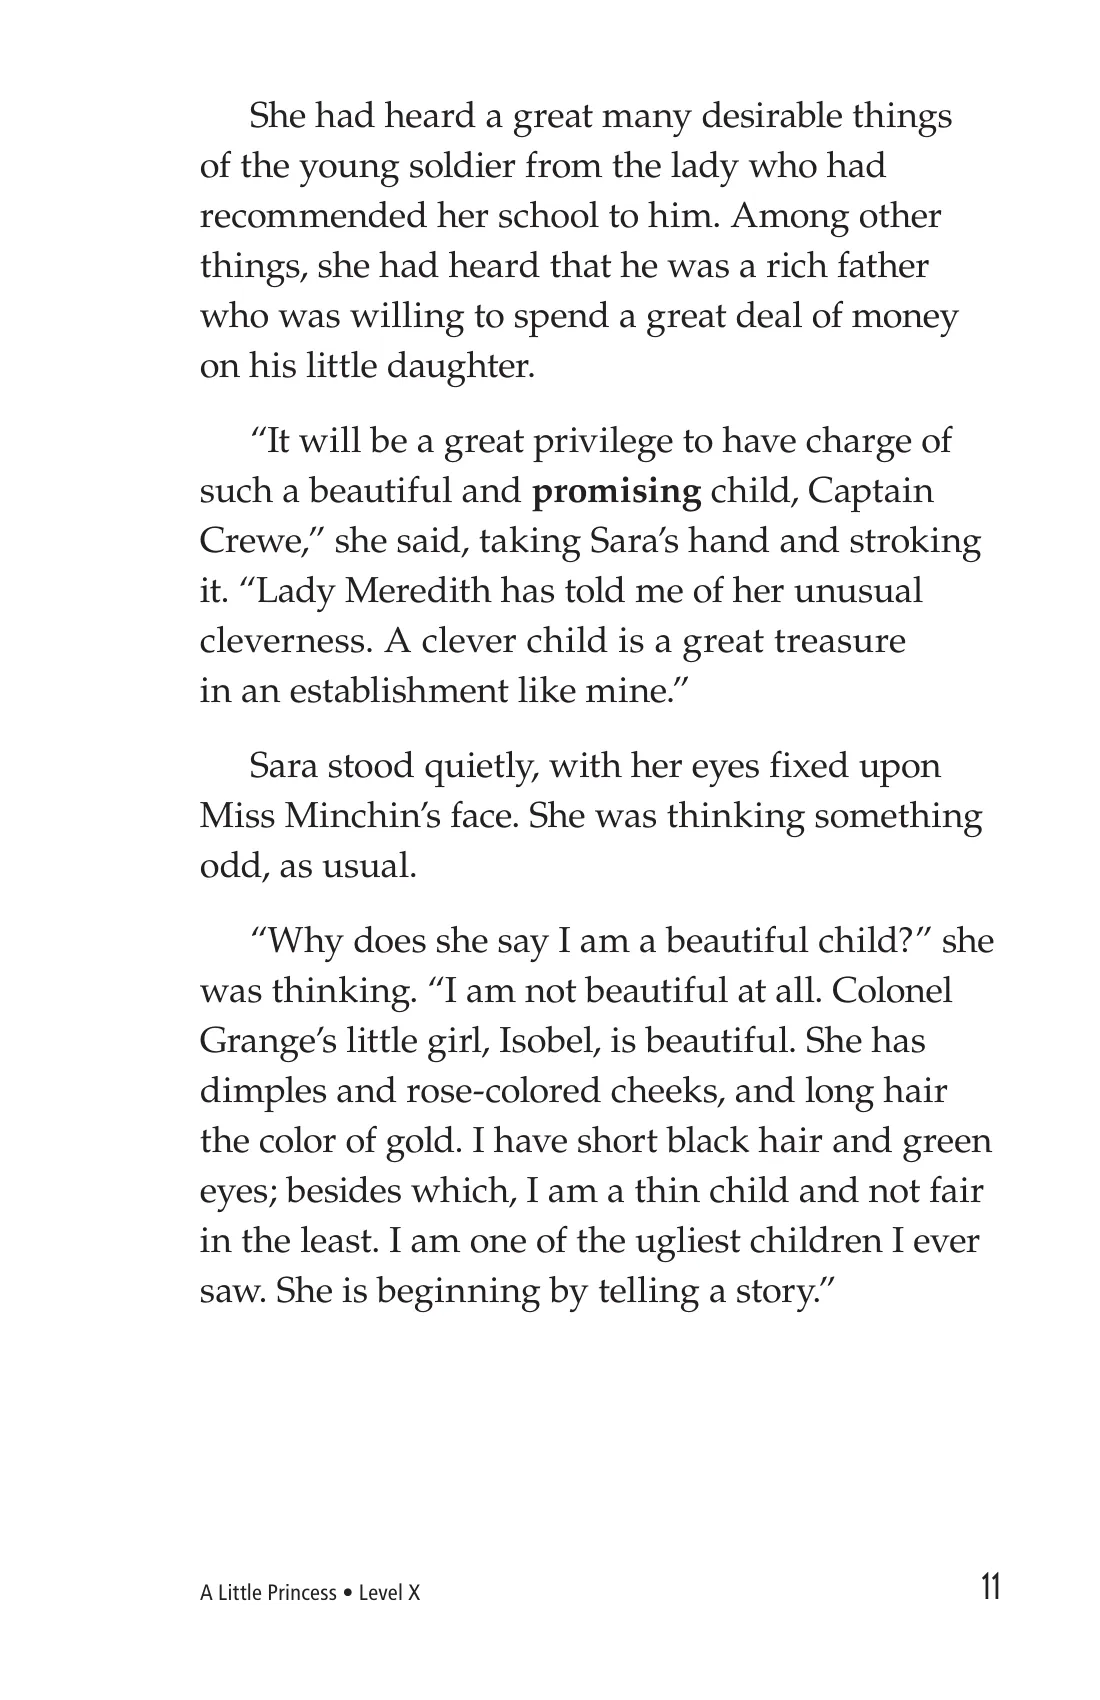 She had heard a great many desirable things
of the young soldier from the lady who had
recommended her school to him. Among other
things, she had heard that he was a rich father
who was willing to spend a great deal of money
on his little daughter.
“It will be a great privilege to have charge of
such a beautiful and promising child, Captain
Crewe,” she said, taking Sara’s hand and stroking
it. “Lady Meredith has told me of her unusual
cleverness. A clever child is a great treasure
in an establishment like mine.”
Sara stood quietly, with her eyes fixed upon
Miss Minchin’s face. She was thinking something
odd, as usual.
“Why does she say I am a beautiful child?” she
was thinking. “I am not beautiful at all. Colonel
Grange’s little girl, Isobel, is beautiful. She has
dimples and rose-colored cheeks, and long hair
the color of gold. I have short black hair and green
eyes; besides which, I am a thin child and not fair
in the least. I am one of the ugliest children I ever
saw. She is beginning by telling a story.”
A Little Princess • Level X
11